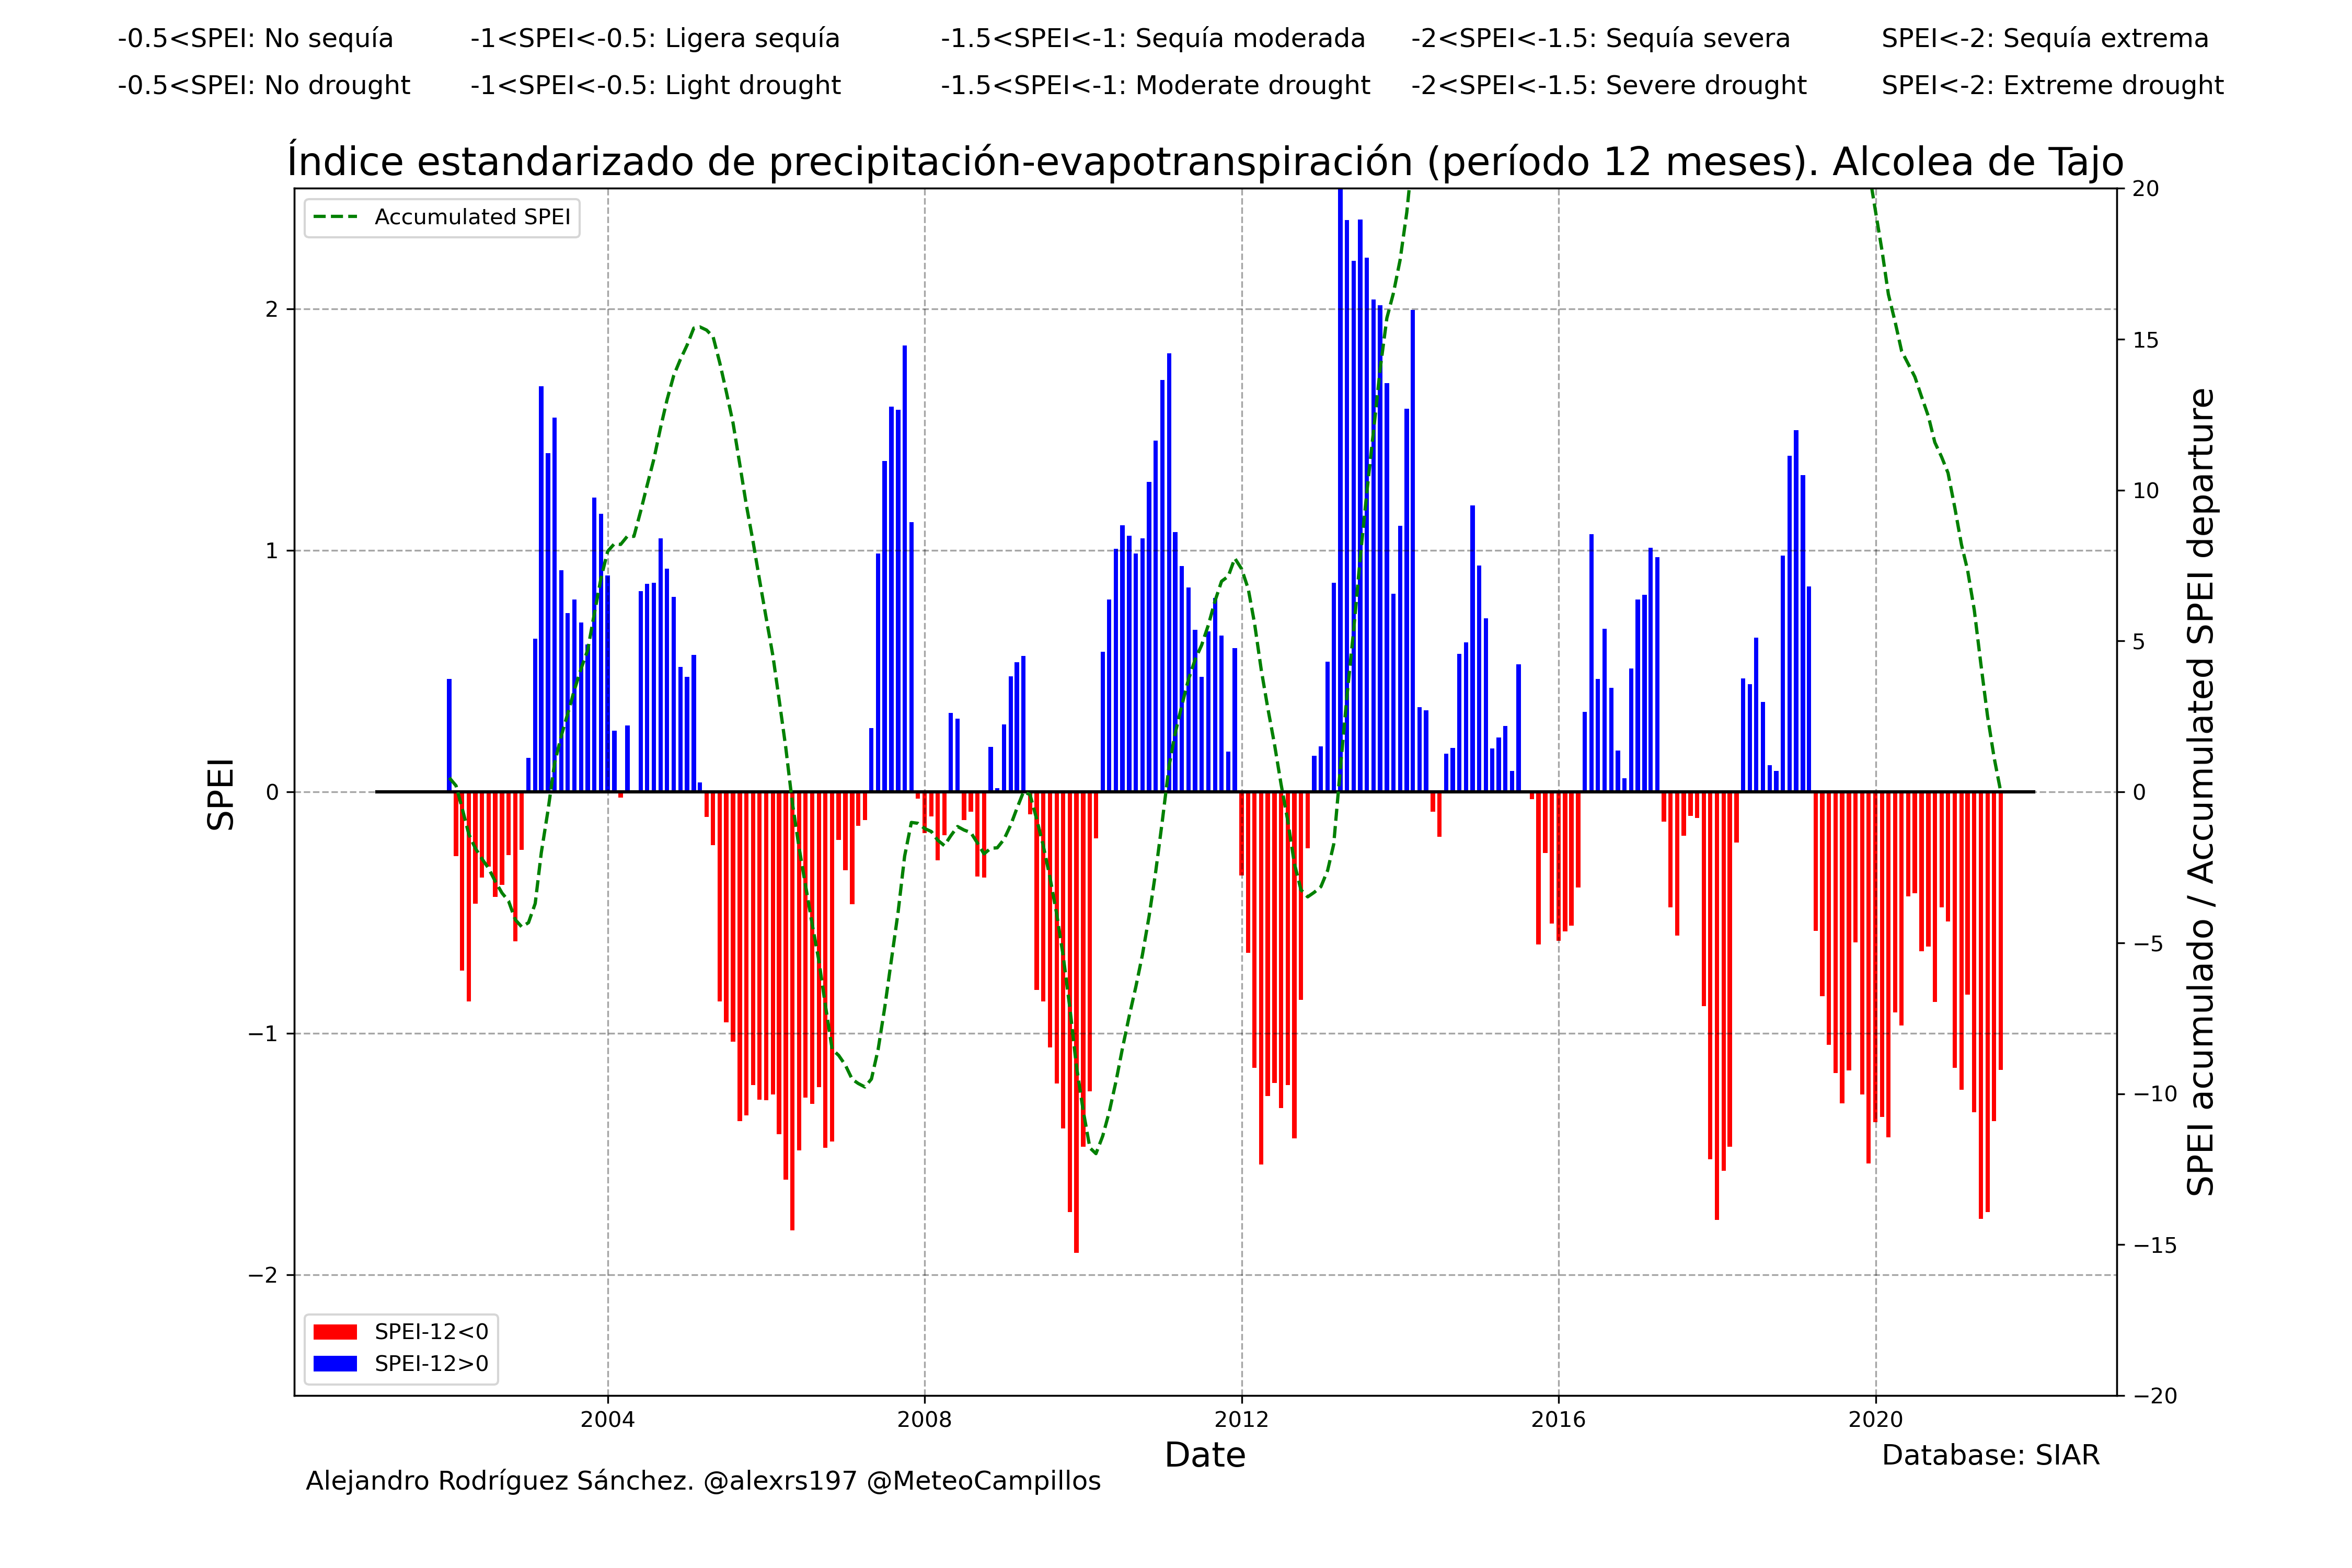 -0.5<SPEI: No sequía -1<SPEI<-0.5: Ligera sequía -1.5<SPEI<-1: Sequía moderada -2<SPEI<-1.5: Sequía severa SPEI<-2: Sequía extrema
-0.5<SPEI: No drought -1<SPEI<-0.5: Light drought -1.5<SPEI<-1: Moderate drought -2<SPEI<-1.5: Severe drought SPEI<-2: Extreme drought
Índice estandarizado de precipitación-evapotranspiración (período 12 meses). Alcolea de Tajo
Accumulated SPEI
2
1
0
−1
−2
SPEI
20
15
10
5
0
−5
−10
−15
−20
SPEI acumulado / Accumulated SPEI departure
SPEI-12<0
SPEI-12>0
2004 2008 2012 2016 2020
Date
Database: SIAR
Alejandro Rodríguez Sánchez. @alexrs197 @MeteoCampillos